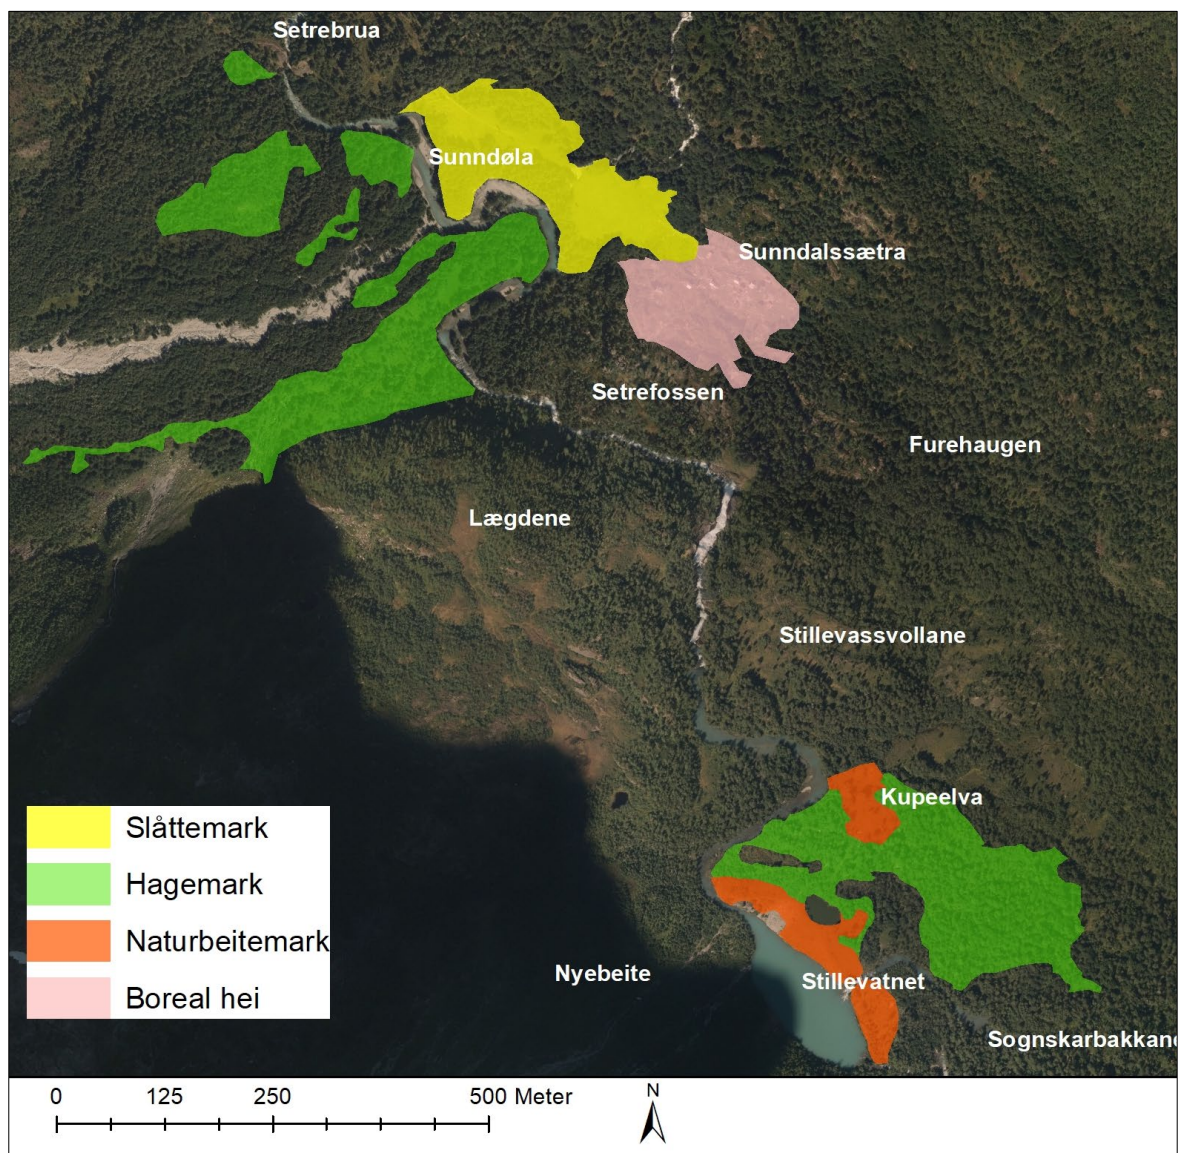 Setrebrua
Sunndøla
Sunndalssætra
Setrefossen
Furehaugen
Lægdene
Stillevassvollane
Kupeelva
Slåttemark
Hagemark
Naturbeitemark
Boreal hei
Nyebeite
Stillevatnet
Sognskarbakkane
0 125 250 500 Meter
N